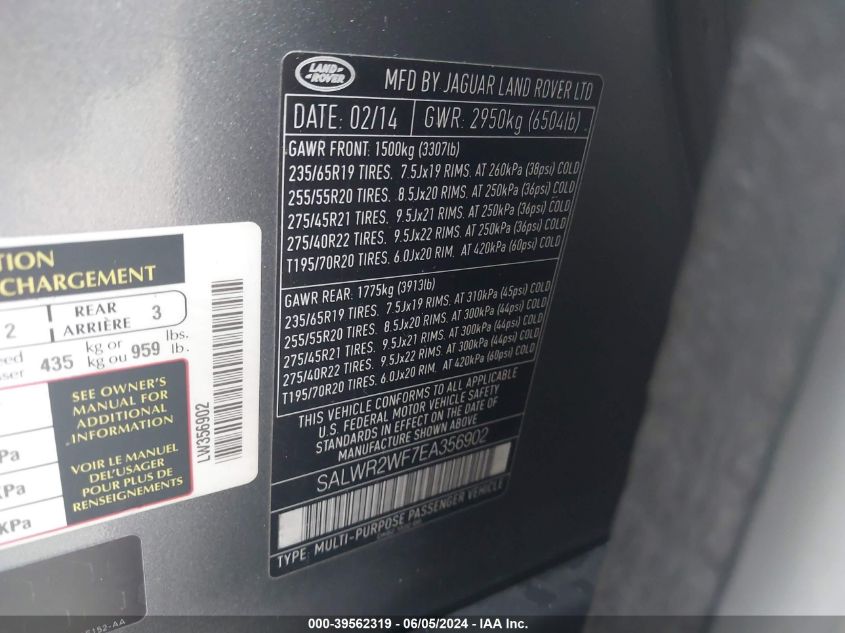 LAND
ROVER
MFD BY JAGUAR LAND ROVER LTD
DATE: 02/14
GWR: 2950kg (6504lb)
GAWR FRONT: 1500kg (3307lb)
235/65R19 TIRES. 7.5Jx19 RIMS. AT 260kPa (38psi) COLD
255/55R20 TIRES. 8.5Jx20 RIMS. AT 250kPa (36psi) COLD
275/45R21 TIRES. 9.5Jx21 RIMS. AT 250kPa (36psi) COLD
275/40R22 TIRES. 9.5Jx22 RIMS. AT 250kPa (36psi) COLD
T195/70R20 TIRES. 6.0Jx20 RIM. AT 420kPa (60psi) COLD
GAWR REAR: 1775kg (3913lb)
235/65R19 TIRES. 7.5Jx19 RIMS. AT 310kPa (45psi) COLD
255/55R20 TIRES. 8.5Jx20 RIMS. AT 300kPa (44psi) COLD
275/45R21 TIRES. 9.5Jx21 RIMS. AT 300kPa (44psi) COLD
275/40R22 TIRES. 9.5Jx22 RIMS. AT 300kPa (44psi) COLD
T195/70R20 TIRES. 6.0Jx20 RIM. AT 420kPa (60psi) COLD
THIS VEHICLE CONFORMS TO ALL APPLICABLE
U.S. FEDERAL MOTOR VEHICLE SAFETY
STANDARDS IN EFFECT ON THE DATE OF
MANUFACTURE SHOWN ABOVE
SALWR2WF7EA356902
TYPE: MULTI-PURPOSE PASSENGER VEHICLE
TION
CHARGEMENT
2
REAR
ARRIÈRE
3
435
kg or
kg ou
959
lbs.
lb.
SEE OWNER'S
MANUAL FOR
ADDITIONAL
INFORMATION
VOIR LE MANUEL
DEL'USAGER
POUR PLUS DE
RENSEIGNEMENTS
Pa
KPa
KPa
LW356902
000-39562319 - 06/05/2024 - IAA Inc.